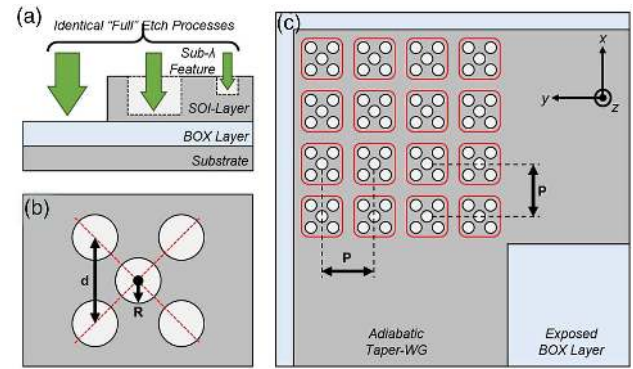 (a)
Identical "Full" Etch Processes
Sub-λ
Feature
SOI-Layer
BOX Layer
Substrate
(b)
d
R
(c)
x
y
z
P
P
Adiabatic
Taper-WG
Exposed
BOX Layer